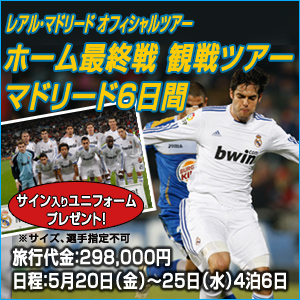 レアル・マドリード オフィシャルツアー
ホーム最終戦 観戦ツアー
マドリード6日間
bwin
サイン入りユニフォーム
プレゼント!
※サイズ、選手指定不可
旅行代金:298,000円
日程:5月20日(金)~25日(水)4泊6日